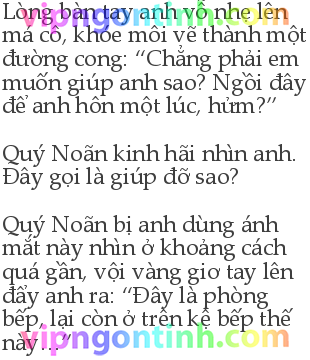 vipngontinh.com
Lòng bàn tay anh vỗ nhẹ lên
má cô, khóe môi vẽ thành một
đường cong: “Chẳng phải em
muốn giúp anh sao? Ngồi đây
để anh hôn một lúc, hửm?”
Quý Noãn kinh hãi nhìn anh.
Đây gọi là giúp đỡ sao?
Quý Noãn bị anh dùng ánh
mắt này nhìn ở khoảng cách
quá gần, vội vàng giơ tay lên
đẩy anh ra: “Đây là phòng
bếp, lại còn ở trên kệ bếp thế
này…”
vipngontinh.com